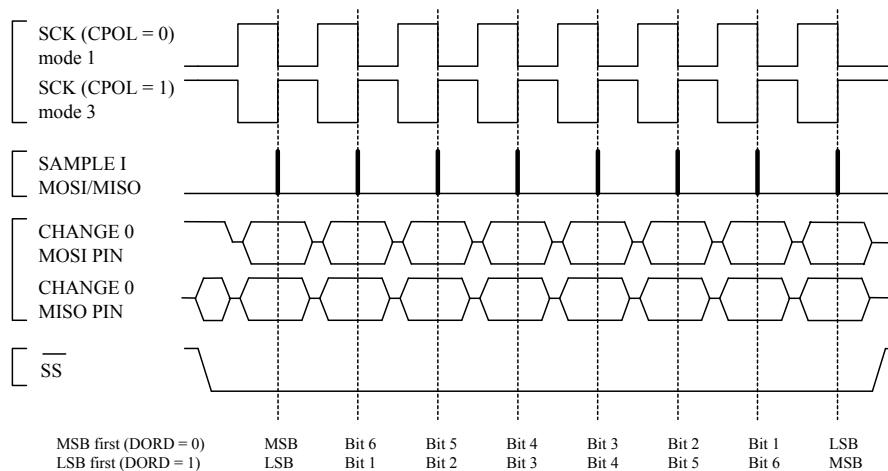 SCK (CPOL = 0)
mode 1
SCK (CPOL = 1)
mode 3
SAMPLE I
MOSI/MISO
CHANGE 0
MOSI PIN
CHANGE 0
MISO PIN
SS
MSB first (DORD = 0) MSB Bit 6 Bit 5 Bit 4 Bit 3 Bit 2 Bit 1 LSB
LSB first (DORD = 1) LSB Bit 1 Bit 2 Bit 3 Bit 4 Bit 5 Bit 6 MSB